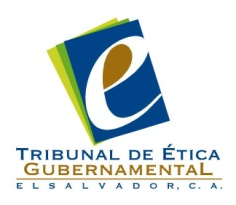 e
TRIBUNAL DE ÉTICA
GUBERNAMENTAL
EL SALVADOR, C. A.